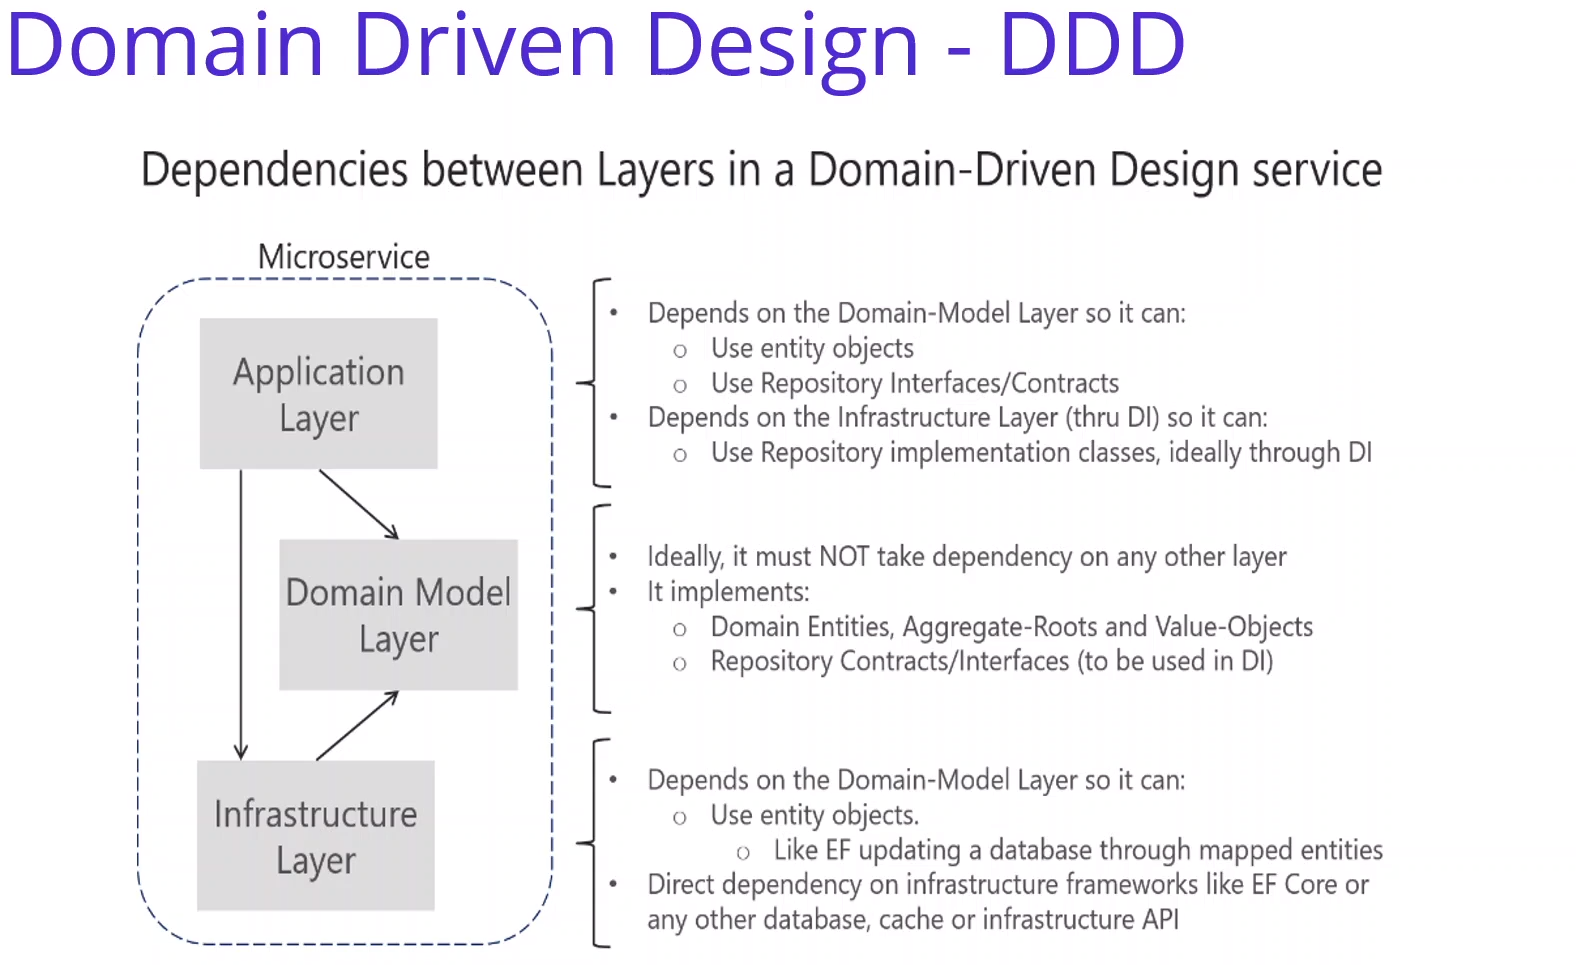 Domain Driven Design - DDD
Dependencies between Layers in a Domain-Driven Design service
Microservice
Application
Layer
Domain Model
Layer
Infrastructure
Layer
• Depends on the Domain-Model Layer so it can:
o Use entity objects
o Use Repository Interfaces/Contracts
• Depends on the Infrastructure Layer (thru DI) so it can:
o Use Repository implementation classes, ideally through DI
• Ideally, it must NOT take dependency on any other layer
• It implements:
o Domain Entities, Aggregate-Roots and Value-Objects
o Repository Contracts/Interfaces (to be used in DI)
• Depends on the Domain-Model Layer so it can:
o Use entity objects.
o Like EF updating a database through mapped entities
• Direct dependency on infrastructure frameworks like EF Core or
any other database, cache or infrastructure API